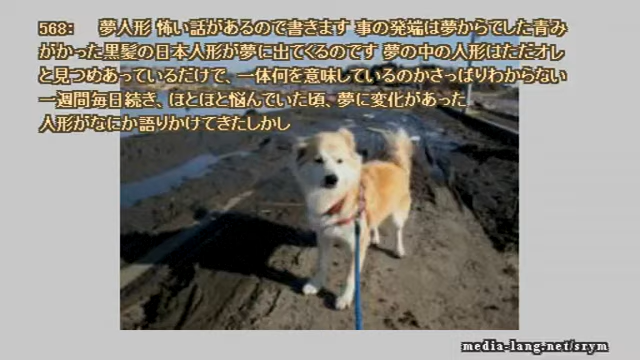 568:　夢人形 怖い話があるので書きます 事の発端は夢からでした青み
がかった黒髪の日本人形が夢に出てくるのです 夢の中の人形はただオレ
と見つめあっているだけで、一体何を意味しているのかさっぱりわからない
一週間毎日続き、ほとほと悩んでいた頃、夢に変化があった
人形がなにか語りかけてきたしかし
media-lang-net/srym